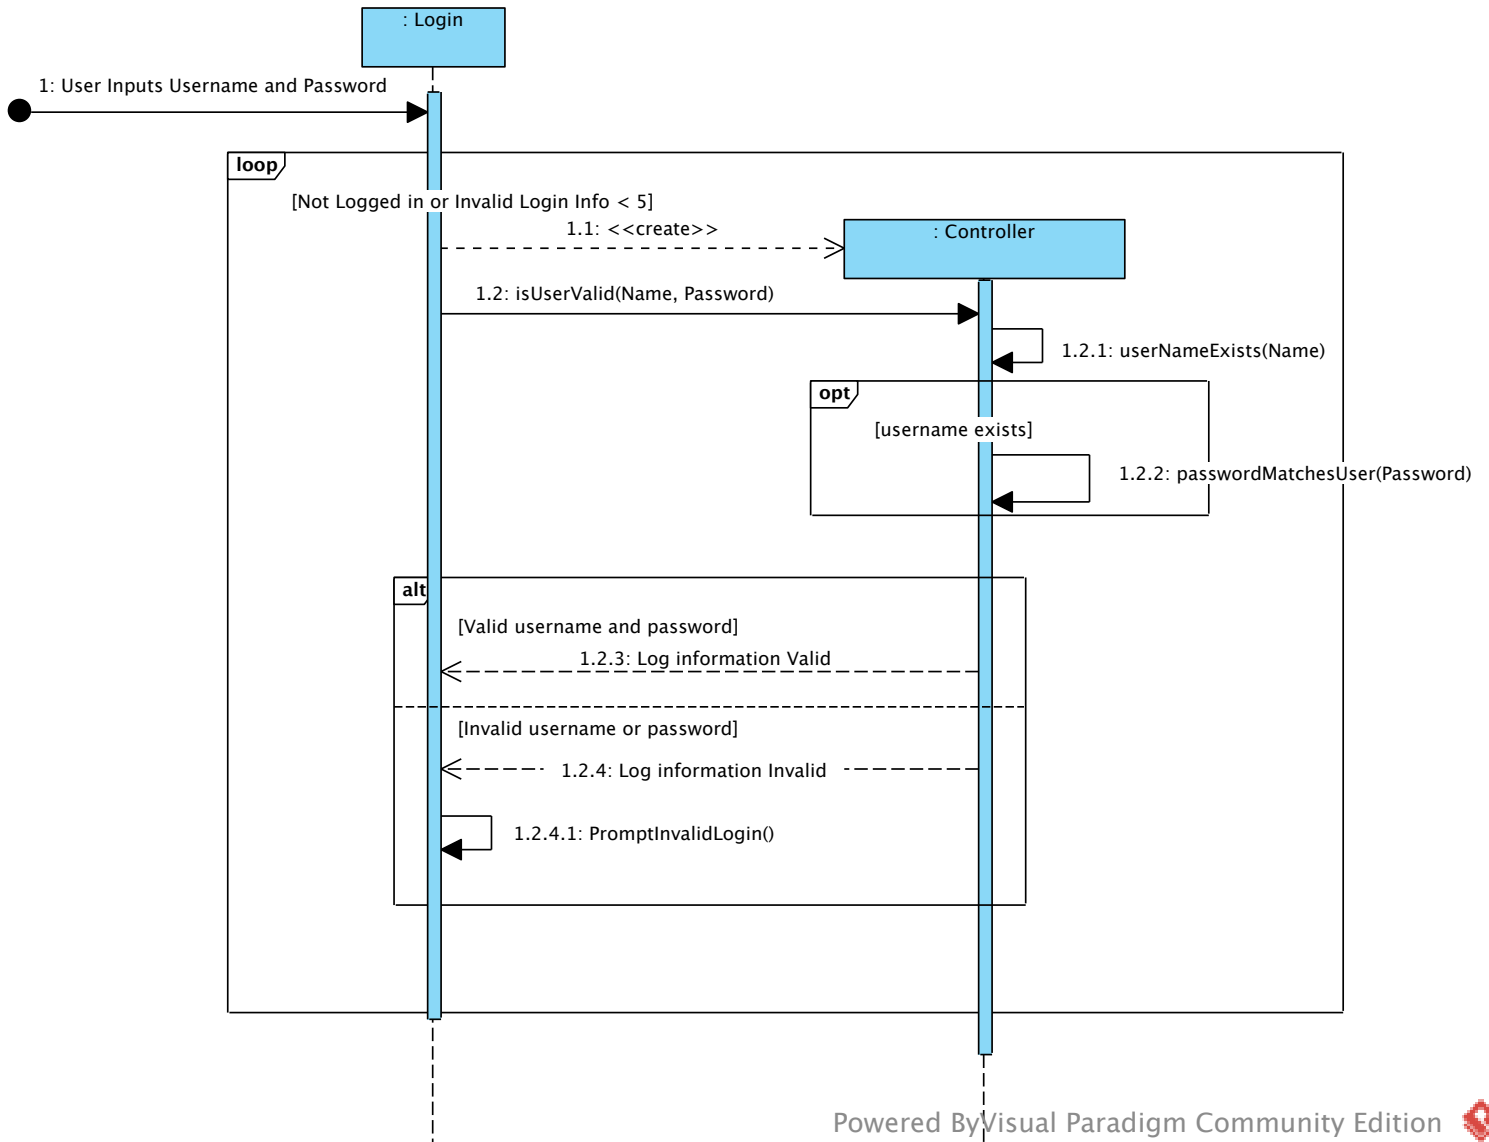 : Login
1: User Inputs Username and Password
loop
[Not Logged in or Invalid Login Info < 5]
1.1: <<create>>
: Controller
1.2: isUserValid(Name, Password)
1.2.1: userNameExists(Name)
opt
[username exists]
1.2.2: passwordMatchesUser(Password)
alt
[Valid username and password]
1.2.3: Log information Valid
[Invalid username or password]
1.2.4: Log information Invalid
1.2.4.1: PromptInvalidLogin()
Powered ByVisual Paradigm Community Edition